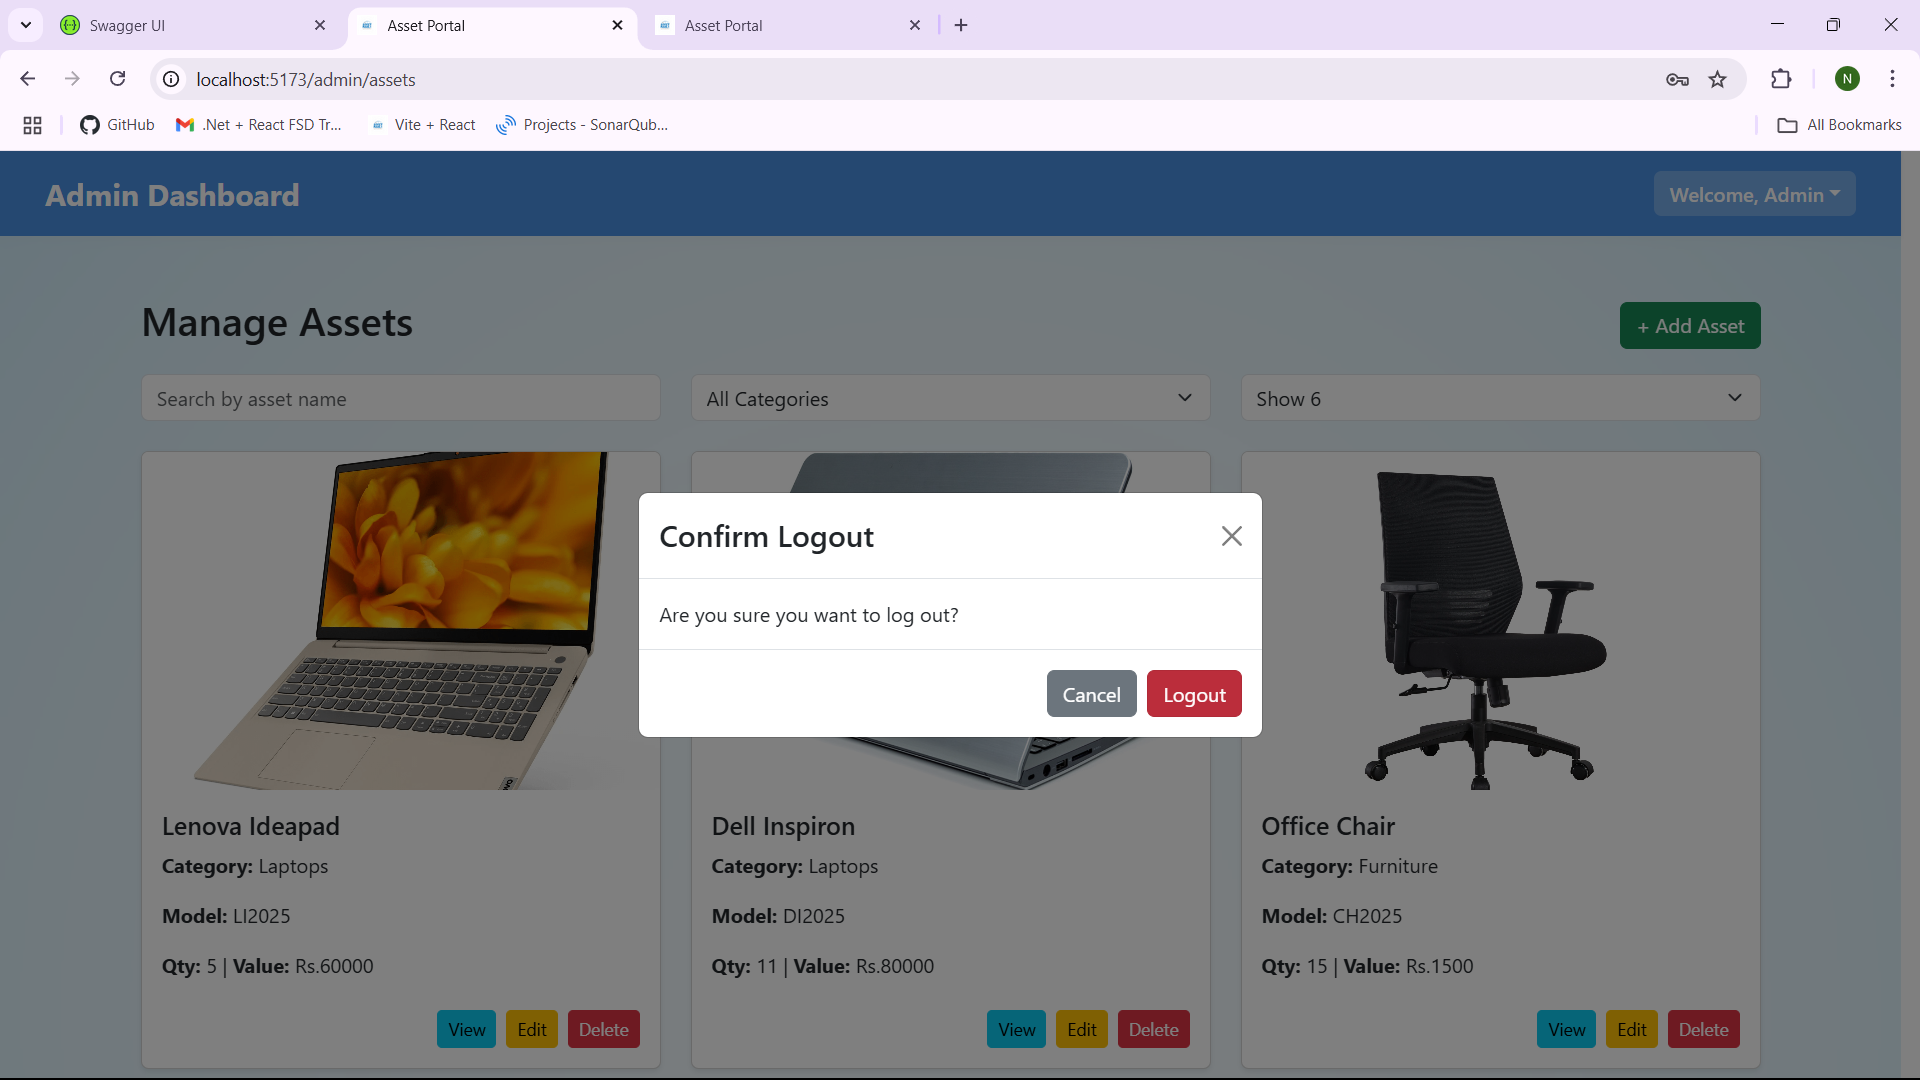 Swagger UI
Asset Portal
Asset Portal
localhost:5173/admin/assets
N
GitHub
.Net + React FSD Tr...
Vite + React
Projects - SonarQub...
All Bookmarks
Admin Dashboard
Welcome, Admin
Manage Assets
+ Add Asset
Search by asset name
All Categories
Show 6
Confirm Logout
Are you sure you want to log out?
Cancel
Logout
Lenova Ideapad
Category: Laptops
Model: LI2025
Qty: 5 | Value: Rs.60000
View
Edit
Delete
Dell Inspiron
Category: Laptops
Model: DI2025
Qty: 11 | Value: Rs.80000
View
Edit
Delete
Office Chair
Category: Furniture
Model: CH2025
Qty: 15 | Value: Rs.1500
View
Edit
Delete